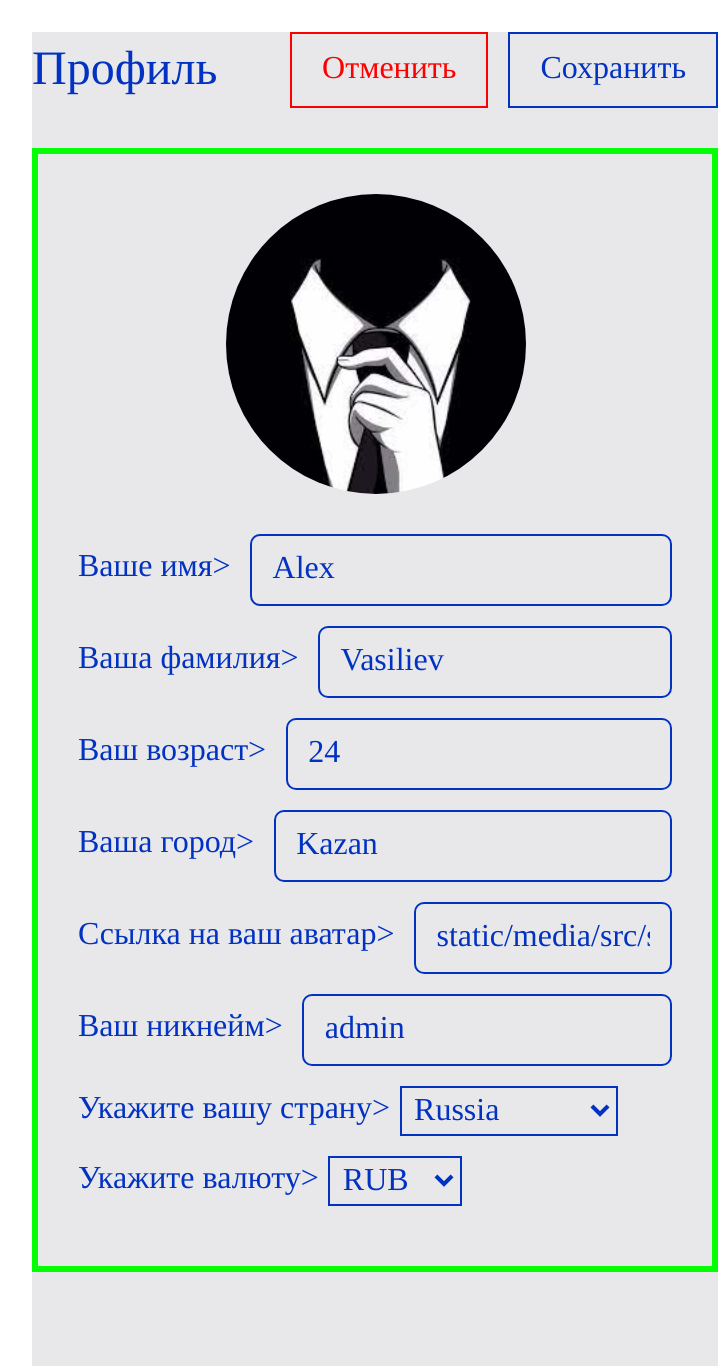 Профиль Отменить Сохранить
Ваше имя> Alex
Ваша фамилия> Vasiliev
Ваш возраст> 24
Ваша город> Kazan
Ссылка на ваш аватар> static/media/src/
Ваш никнейм> admin
Укажите вашу страну> Russia
Укажите валюту> RUB